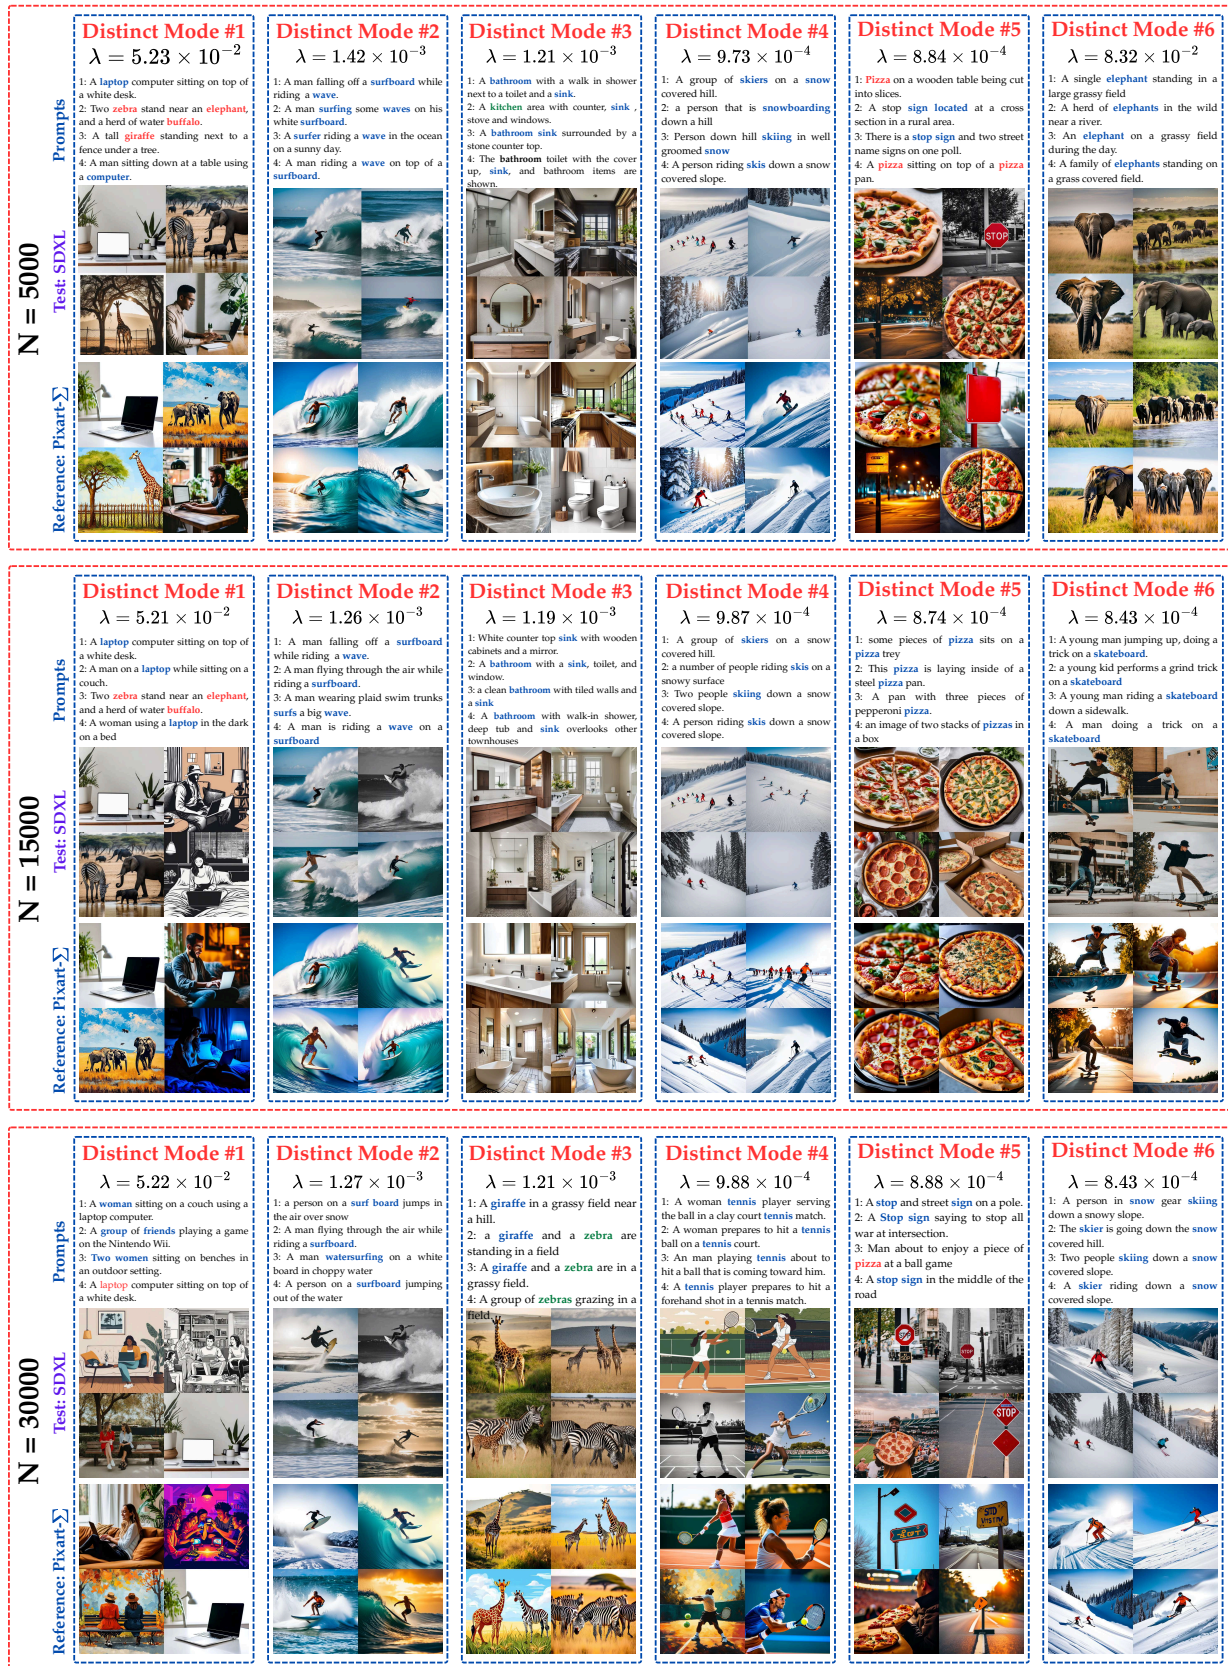 N = 5000
Prompts
Test: SDXL
Reference: Pixart-∑
Distinct Mode #1
λ = 5.23 × 10⁻²
1: A laptop computer sitting on top of
a white desk.
2: Two zebra stand near an elephant,
and a herd of water buffalo.
3: A tall giraffe standing next to a
fence under a tree.
4: A man sitting down at a table using
a computer.
Distinct Mode #2
λ = 1.42 × 10⁻³
1: A man falling off a surfboard while
riding a wave.
2: A man surfing some waves on his
white surfboard.
3: A surfer riding a wave in the ocean
on a sunny day.
4: A man riding a wave on top of a
surfboard.
Distinct Mode #3
λ = 1.21 × 10⁻³
1: A bathroom with a walk in shower
next to a toilet and a sink.
2: A kitchen area with counter, sink ,
stove and windows.
3: A bathroom sink surrounded by a
stone counter top.
4: The bathroom toilet with the cover
up, sink, and bathroom items are
shown.
Distinct Mode #4
λ = 9.73 × 10⁻⁴
1: A group of skiers on a snow
covered hill.
2: a person that is snowboarding
down a hill
3: Person down hill skiing in well
groomed snow
4: A person riding skis down a snow
covered slope.
Distinct Mode #5
λ = 8.84 × 10⁻⁴
1: Pizza on a wooden table being cut
into slices.
2: A stop sign located at a cross
section in a rural area.
3: There is a stop sign and two street
name signs on one poll.
4: A pizza sitting on top of a pizza
pan.
STOP
Distinct Mode #6
λ = 8.32 × 10⁻²
1: A single elephant standing in a
large grassy field
2: A herd of elephants in the wild
near a river.
3: An elephant on a grassy field
during the day.
4: A family of elephants standing on
a grass covered field.
N = 15000
Prompts
Test: SDXL
Reference: Pixart-∑
Distinct Mode #1
λ = 5.21 × 10⁻²
1: A laptop computer sitting on top of
a white desk.
2: A man on a laptop while sitting on a
couch.
3: Two zebra stand near an elephant,
and a herd of water buffalo.
4: A woman using a laptop in the dark
on a bed
Distinct Mode #2
λ = 1.26 × 10⁻³
1: A man falling off a surfboard
while riding a wave.
2: A man flying through the air while
riding a surfboard.
3: A man wearing plaid swim trunks
surfs a big wave.
4: A man is riding a wave on a
surfboard
Distinct Mode #3
λ = 1.19 × 10⁻³
1: White counter top sink with wooden
cabinets and a mirror.
2: A bathroom with a sink, toilet, and
window.
3: a clean bathroom with tiled walls and
a sink
4: A bathroom with walk-in shower,
deep tub and sink overlooks other
townhouses
Distinct Mode #4
λ = 9.87 × 10⁻⁴
1: A group of skiers on a snow
covered hill.
2: a number of people riding skis on a
snowy surface
3: Two people skiing down a snow
covered slope.
4: A person riding skis down a snow
covered slope.
Distinct Mode #5
λ = 8.74 × 10⁻⁴
1: some pieces of pizza sits on a
pizza trey
2: This pizza is laying inside of a
steel pizza pan.
3: A pan with three pieces of
pepperoni pizza.
4: an image of two stacks of pizzas in
a box
Distinct Mode #6
λ = 8.43 × 10⁻⁴
1: A young man jumping up, doing a
trick on a skateboard.
2: a young kid performs a grind trick
on a skateboard
3: A young man riding a skateboard
down a sidewalk.
4: A man doing a trick on a
skateboard
N = 30000
Prompts
Test: SDXL
Reference: Pixart-∑
Distinct Mode #1
λ = 5.22 × 10⁻²
1: A woman sitting on a couch using a
laptop computer.
2: A group of friends playing a game
on the Nintendo Wii.
3: Two women sitting on benches in
an outdoor setting.
4: A laptop computer sitting on top of
a white desk.
Distinct Mode #2
λ = 1.27 × 10⁻³
1: a person on a surf board jumps in
the air over snow
2: A man flying through the air while
riding a surfboard.
3: A man watersurfing on a white
board in choppy water
4: A person on a surfboard jumping
out of the water
Distinct Mode #3
λ = 1.21 × 10⁻³
1: A giraffe in a grassy field near
a hill.
2: a giraffe and a zebra are
standing in a field
3: A giraffe and a zebra are in a
grassy field.
4: A group of zebras grazing in a
field.
Distinct Mode #4
λ = 9.88 × 10⁻⁴
1: A woman tennis player serving
the ball in a clay court tennis match.
2: A woman prepares to hit a tennis
ball on a tennis court.
3: An man playing tennis about to
hit a ball that is coming toward him.
4: A tennis player prepares to hit a
forehand shot in a tennis match.
Distinct Mode #5
λ = 8.88 × 10⁻⁴
1: A stop and street sign on a pole.
2: A Stop sign saying to stop all
war at intersection.
3: Man about to enjoy a piece of
pizza at a ball game
4: A stop sign in the middle of the
road
STOP
STOP
Distinct Mode #6
λ = 8.43 × 10⁻⁴
1: A person in snow gear skiing
down a snowy slope.
2: The skier is going down the snow
covered hill.
3: Two people skiing down a snow
covered slope.
4: A skier riding down a snow
covered slope.